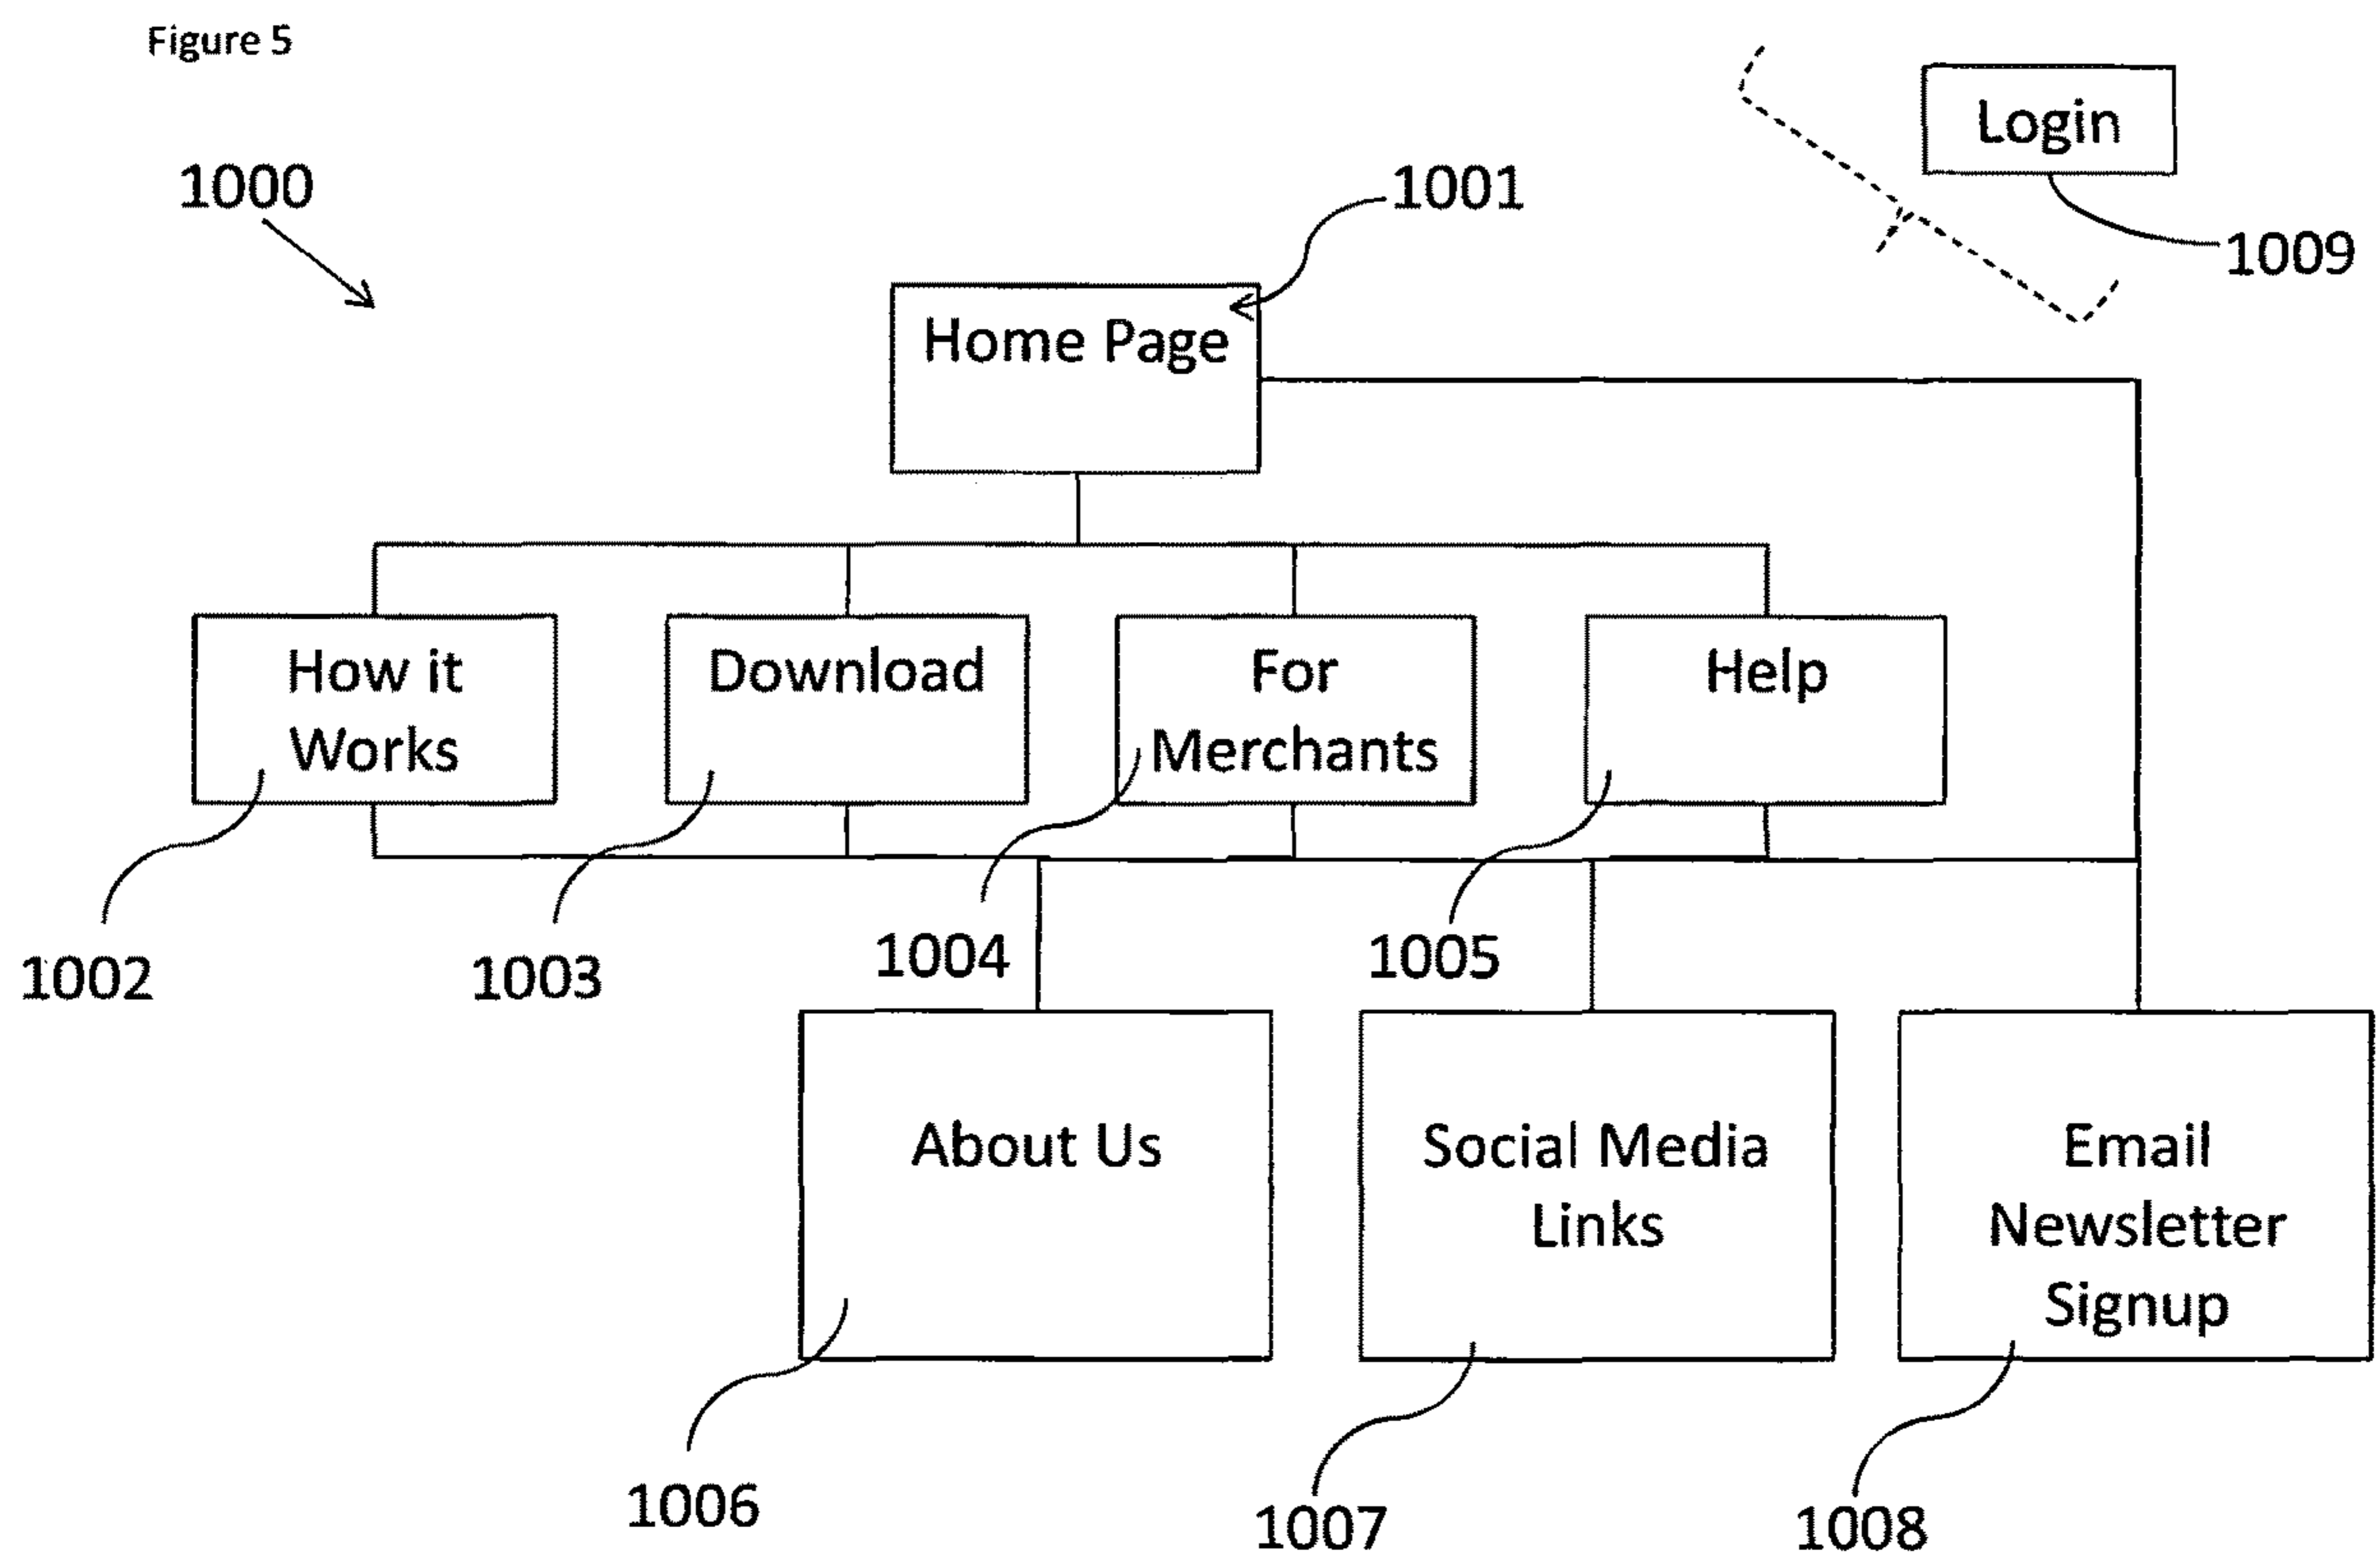 Figure 5
Login
1000
1001
1009
Home Page
How it
Works
Download
For
Merchants
Help
1002
1003
1004
1005
About Us
Social Media
Links
Email
Newsletter
Signup
1006
1007
1008